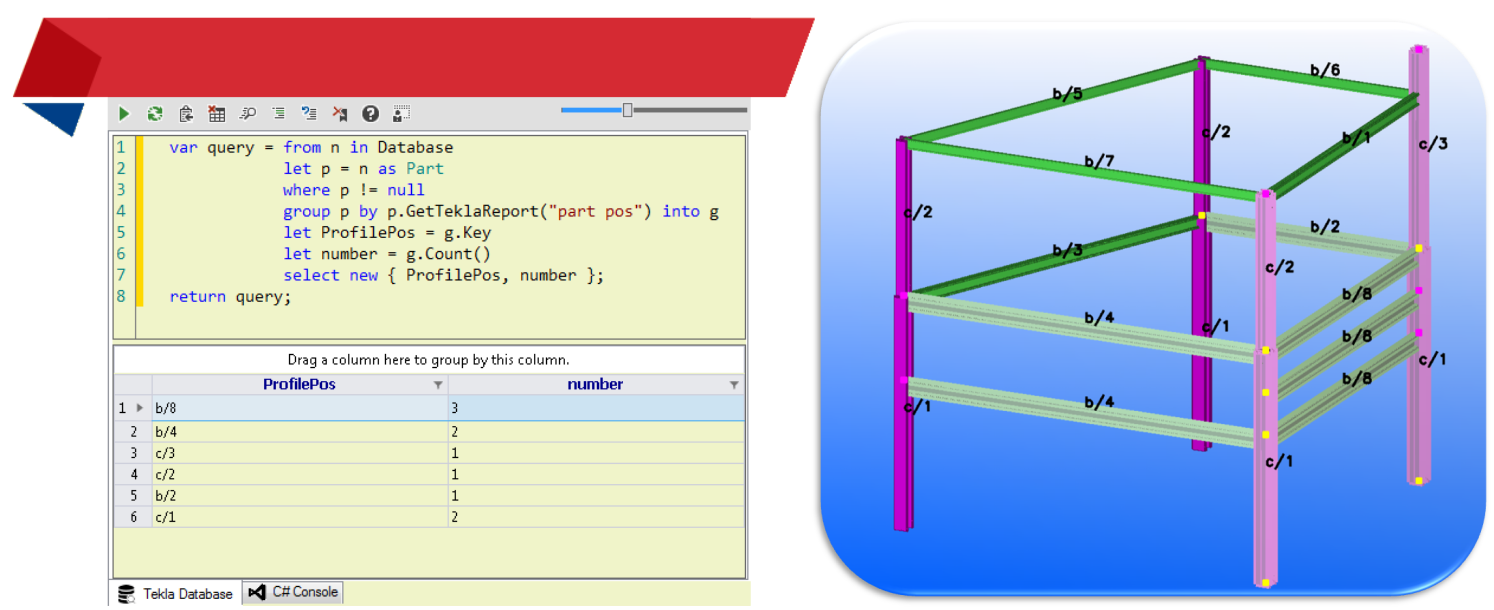 1 var query = from n in Database
2 let p = n as Part
3 where p != null
4 group p by p.GetTeklaReport("part pos") into g
5 let ProfilePos = g.Key
6 let number = g.Count()
7 select new { ProfilePos, number };
8 return query;
Drag a column here to group by this column.
ProfilePos number
1 b/8 3
2 b/4 2
3 c/3 1
4 c/2 1
5 b/2 1
6 c/1 2
Tekla Database C# Console
b/6
b/5
c/2
b/1
c/3
b/7
c/2
b/2
b/3
c/2
b/8
b/4
c/1
b/8
c/1
b/8
b/4
c/1
c/1